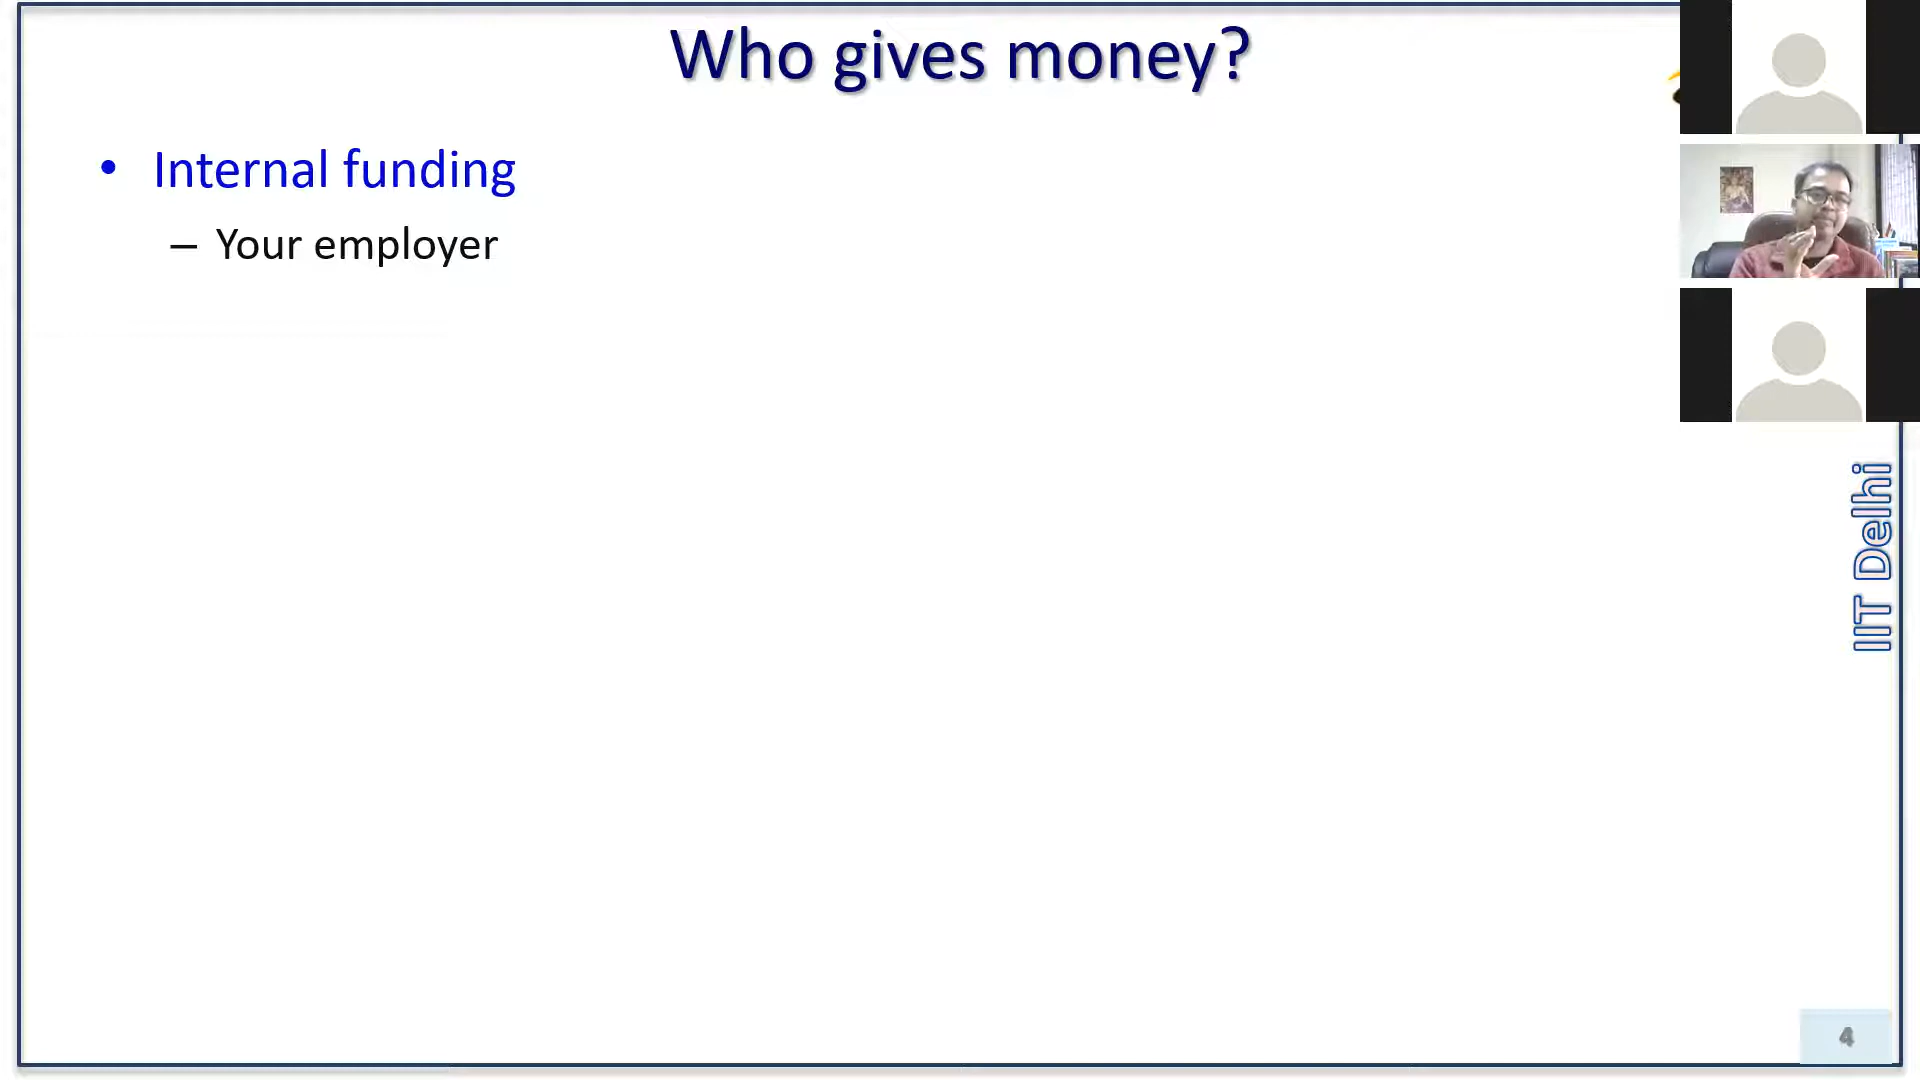 Who gives money?
• Internal funding
– Your employer
IIT Delhi
4